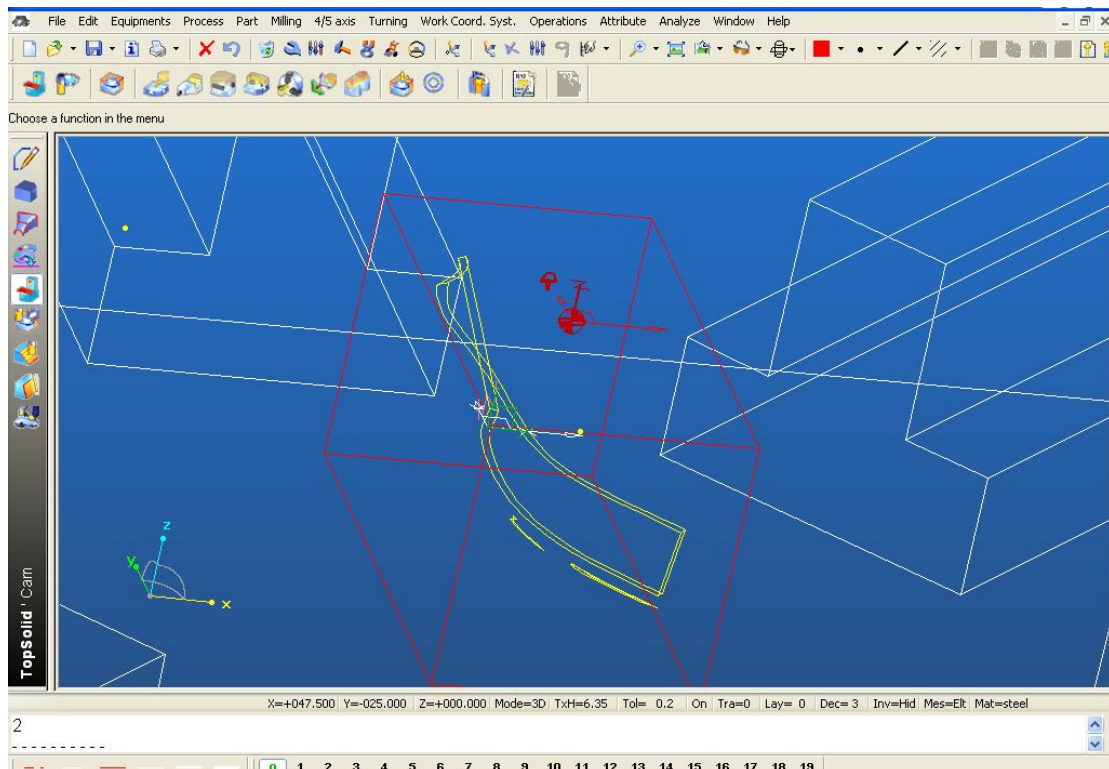 File Edit Equipments Process Part Milling 4/5 axis Turning Work Coord. Syst. Operations Attribute Analyze Window Help
Choose a function in the menu
z
y
x
TopSolid'Cam
X=+047.500 Y=-025.000 Z=+000.000 Mode=3D TxH=6.35 Tol= 0.2 On Tra=0 Lay= 0 Dec= 3 Inv=Hid Mes=Elt Mat=steel
2
----------
0 1 2 3 4 5 6 7 8 9 10 11 12 13 14 15 16 17 18 19